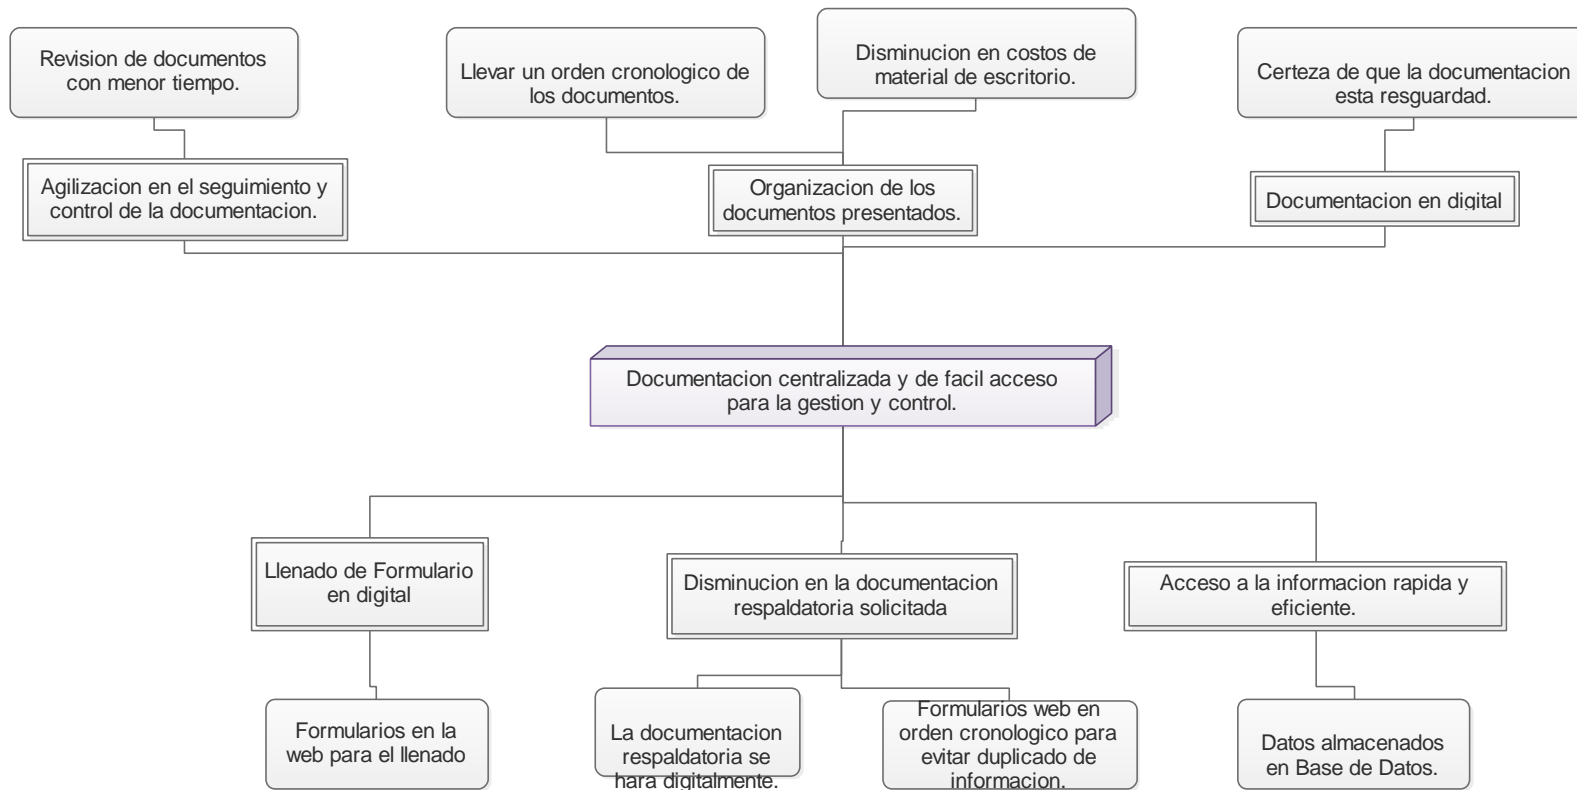 Revision de documentos
con menor tiempo.
Llevar un orden cronologico de
los documentos.
Disminucion en costos de
material de escritorio.
Certeza de que la documentacion
esta resguardad.
Agilizacion en el seguimiento y
control de la documentacion.
Organizacion de los
documentos presentados.
Documentacion en digital
Documentacion centralizada y de facil acceso
para la gestion y control.
Llenado de Formulario
en digital
Disminucion en la documentacion
respaldatoria solicitada
Acceso a la informacion rapida y
eficiente.
Formularios en la
web para el llenado
La documentacion
respaldatoria se
hara digitalmente.
Formularios web en
orden cronologico para
evitar duplicado de
informacion.
Datos almacenados
en Base de Datos.